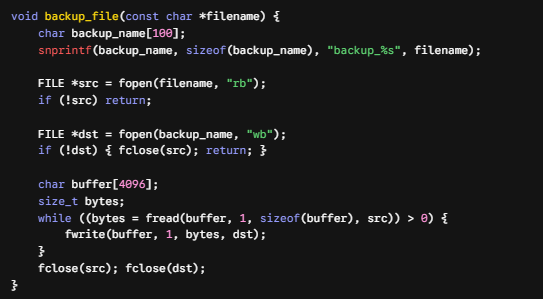 void backup_file(const char *filename) {
    char backup_name[100];
    snprintf(backup_name, sizeof(backup_name), "backup_%s", filename);

    FILE *src = fopen(filename, "rb");
    if (!src) return;

    FILE *dst = fopen(backup_name, "wb");
    if (!dst) { fclose(src); return; }

    char buffer[4096];
    size_t bytes;
    while ((bytes = fread(buffer, 1, sizeof(buffer), src)) > 0) {
        fwrite(buffer, 1, bytes, dst);
    }
    fclose(src); fclose(dst);
}